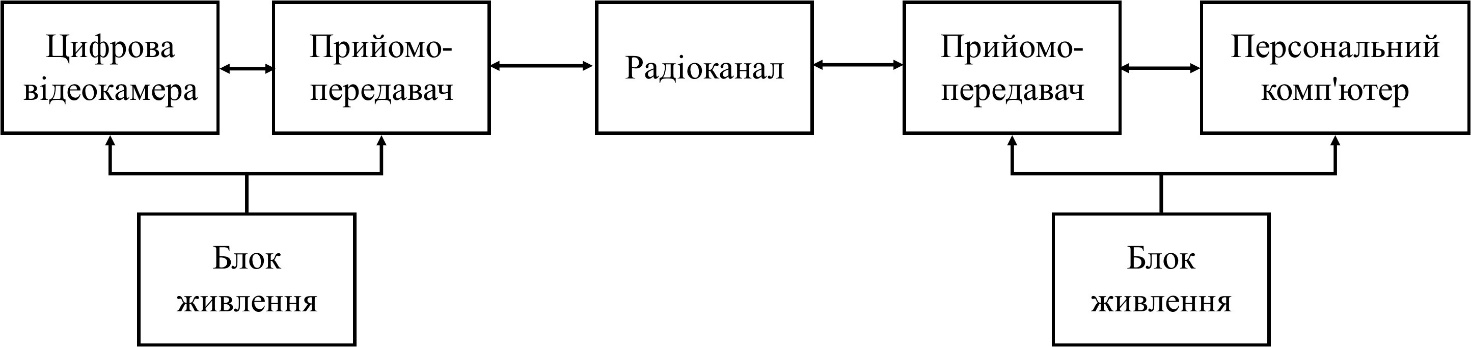 Цифрова
відеокамера
Прийомо-
передавач
Радіоканал
Прийомо-
передавач
Персональний
комп'ютер
Блок
живлення
Блок
живлення